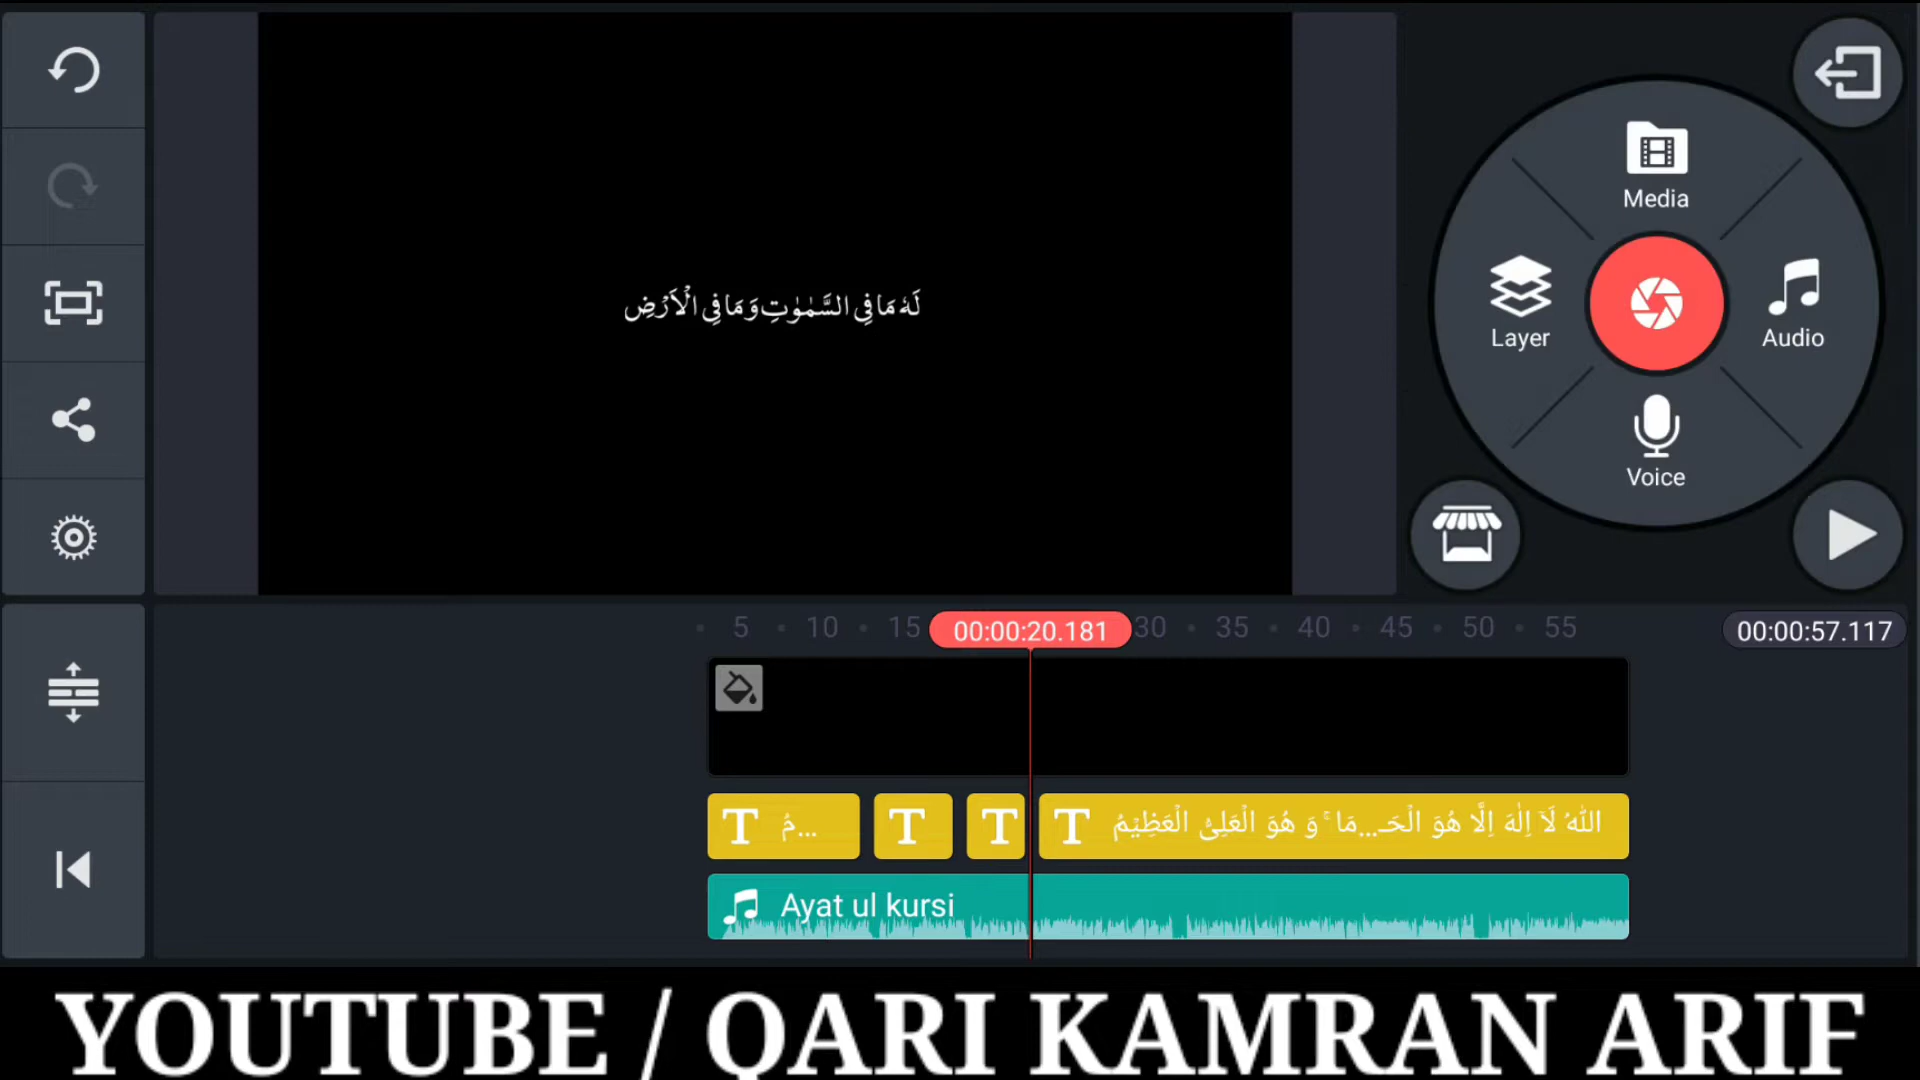 Media
لَهٗ مَا فِی السَّمٰوٰتِ وَ مَا فِی الْاَرْضِ
Layer
Audio
Voice
5 10 15 00:00:20.181 30 35 40 45 50 55 00:00:57.117
T مُ... T T T اَللّٰهُ لَاۤ اِلٰهَ اِلَّا هُوَ الْحَـ...مَا ۚ وَ هُوَ الْعَلِیُّ الْعَظِیْمُ
Ayat ul kursi
YOUTUBE / QARI KAMRAN ARIF